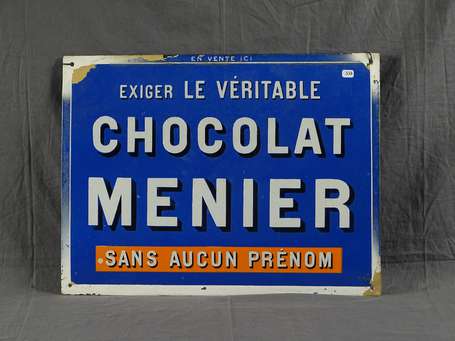 EN VENTE ICI
EXIGER LE VÉRITABLE
CHOCOLAT
MENIER
SANS AUCUN PRÉNOM